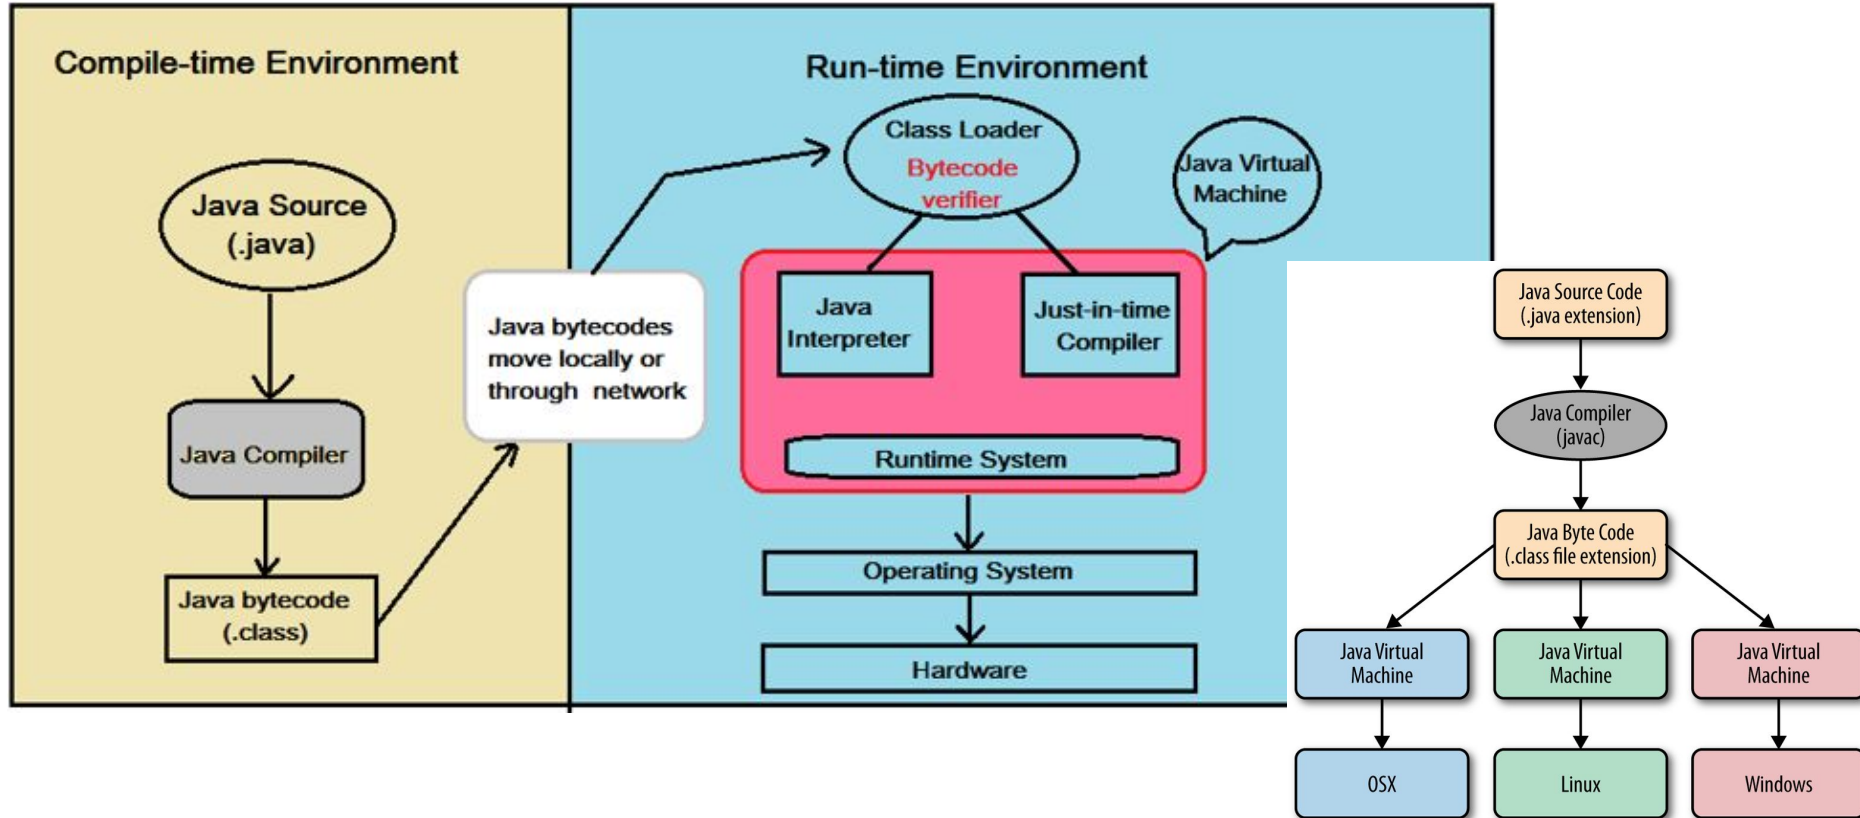 Compile-time Environment
Java Source
(.java)
Java Compiler
Java bytecode
(.class)
Java bytecodes
move locally or
through network
Run-time Environment
Class Loader
Bytecode
verifier
Java Virtual
Machine
Java
Interpreter
Just-in-time
Compiler
Runtime System
Operating System
Hardware
Java Source Code
(.java extension)
Java Compiler
(javac)
Java Byte Code
(.class file extension)
Java Virtual
Machine
Java Virtual
Machine
Java Virtual
Machine
OSX
Linux
Windows